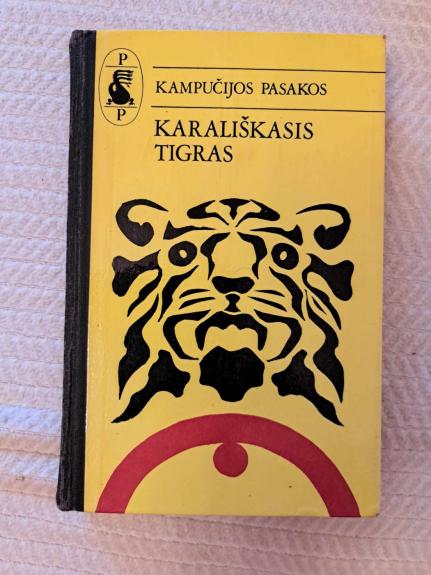 P
P
KAMPUČIJOS PASAKOS
KARALIŠKASIS
TIGRAS